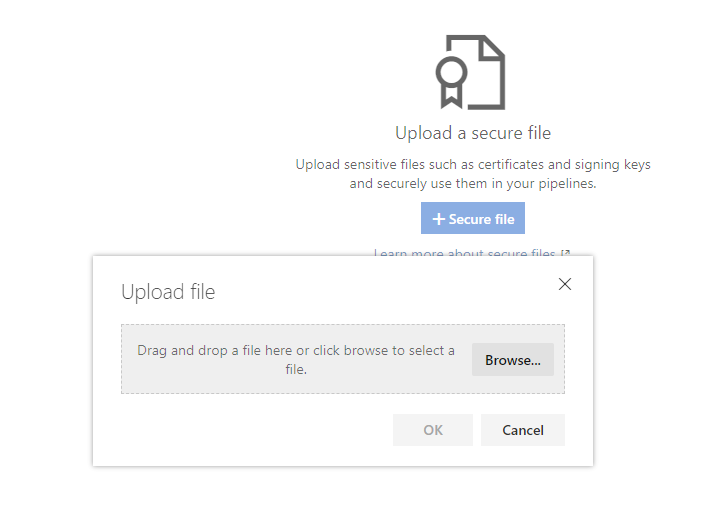 Upload a secure file
Upload sensitive files such as certificates and signing keys
and securely use them in your pipelines.
+ Secure file
Learn more about secure files
Upload file
Drag and drop a file here or click browse to select a
file.
Browse...
OK
Cancel